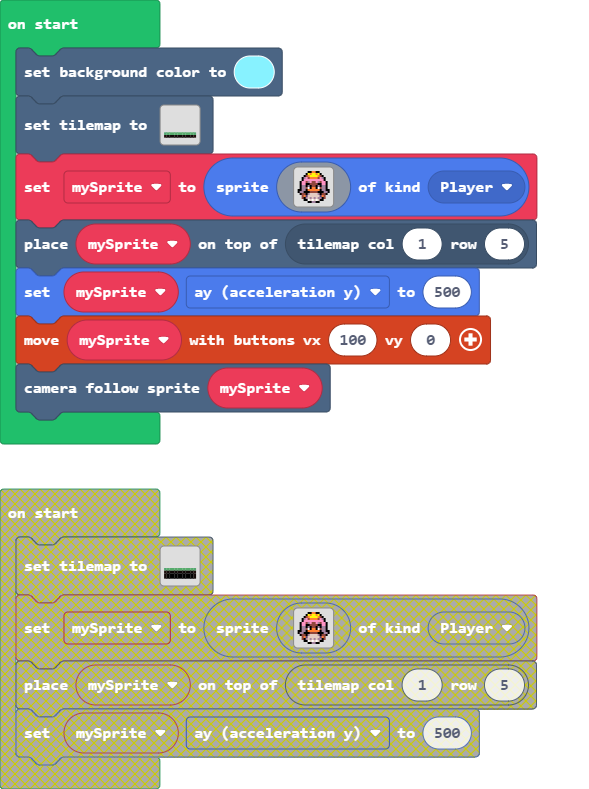 on start
set background color to
set tilemap to
set mySprite to sprite of kind Player
place mySprite on top of tilemap col 1 row 5
set mySprite ay (acceleration y) to 500
move mySprite with buttons vx 100 vy 0
camera follow sprite mySprite
on start
set tilemap to
set mySprite to sprite of kind Player
place mySprite on top of tilemap col 1 row 5
set mySprite ay (acceleration y) to 500